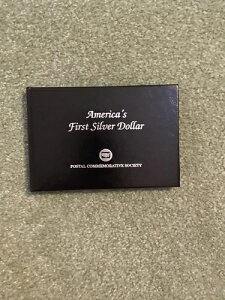 America's
First Silver Dollar
POSTAL COMMEMORATIVE SOCIETY